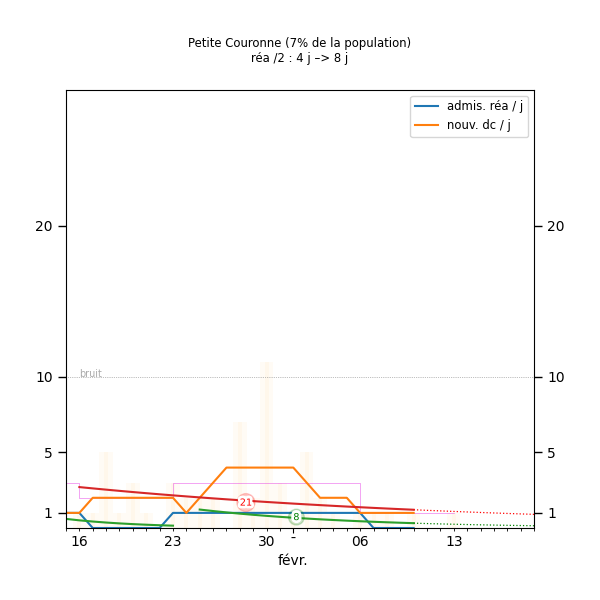 Petite Couronne (7% de la population)
réa /2 : 4 j –> 8 j
admis. réa / j
nouv. dc / j
20
20
bruit
10
10
5
5
21
8
1
1
16
23
30
-
06
13
févr.